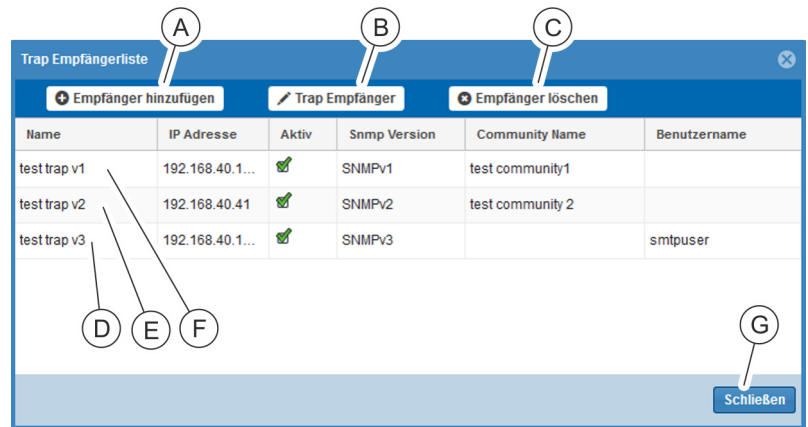 A B C
Trap Empfängerliste
Empfänger hinzufügen Trap Empfänger Empfänger löschen
Name IP Adresse Aktiv Snmp Version Community Name Benutzername
test trap v1 192.168.40.1... SNMPv1 test community1
test trap v2 192.168.40.41 SNMPv2 test community 2
test trap v3 192.168.40.1... SNMPv3 smtpuser
D E F G
Schließen